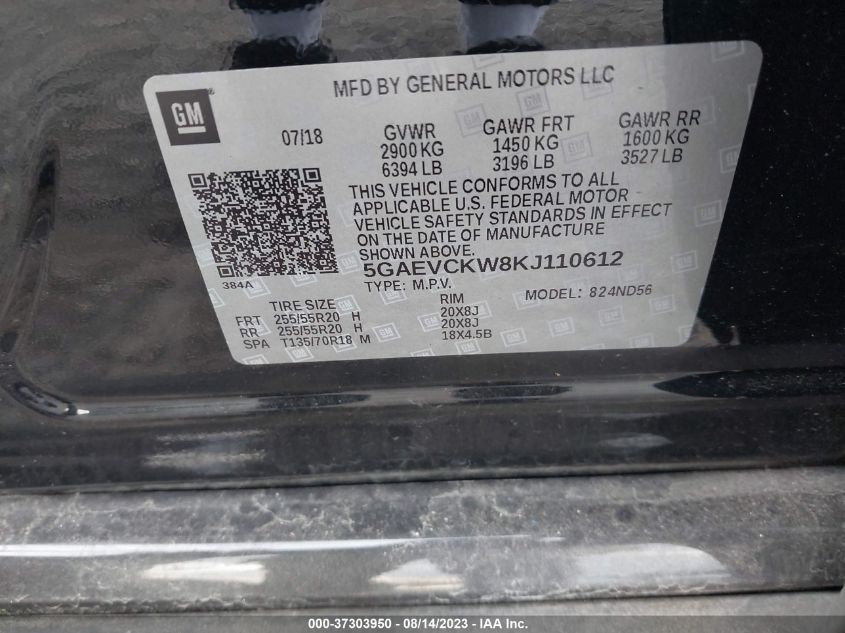 MFD BY GENERAL MOTORS LLC
GM
07/18
GVWR GAWR FRT GAWR RR
2900 KG 1450 KG 1600 KG
6394 LB 3196 LB 3527 LB
THIS VEHICLE CONFORMS TO ALL
APPLICABLE U.S. FEDERAL MOTOR
VEHICLE SAFETY STANDARDS IN EFFECT
ON THE DATE OF MANUFACTURE
SHOWN ABOVE.
384A
5GAEVCKW8KJ110612
TYPE: M.P.V. MODEL: 824ND56
TIRE SIZE RIM
FRT 255/55R20 H 20X8J
RR 255/55R20 H 20X8J
SPA T135/70R18 M 18X4.5B
000-37303950 - 08/14/2023 - IAA Inc.